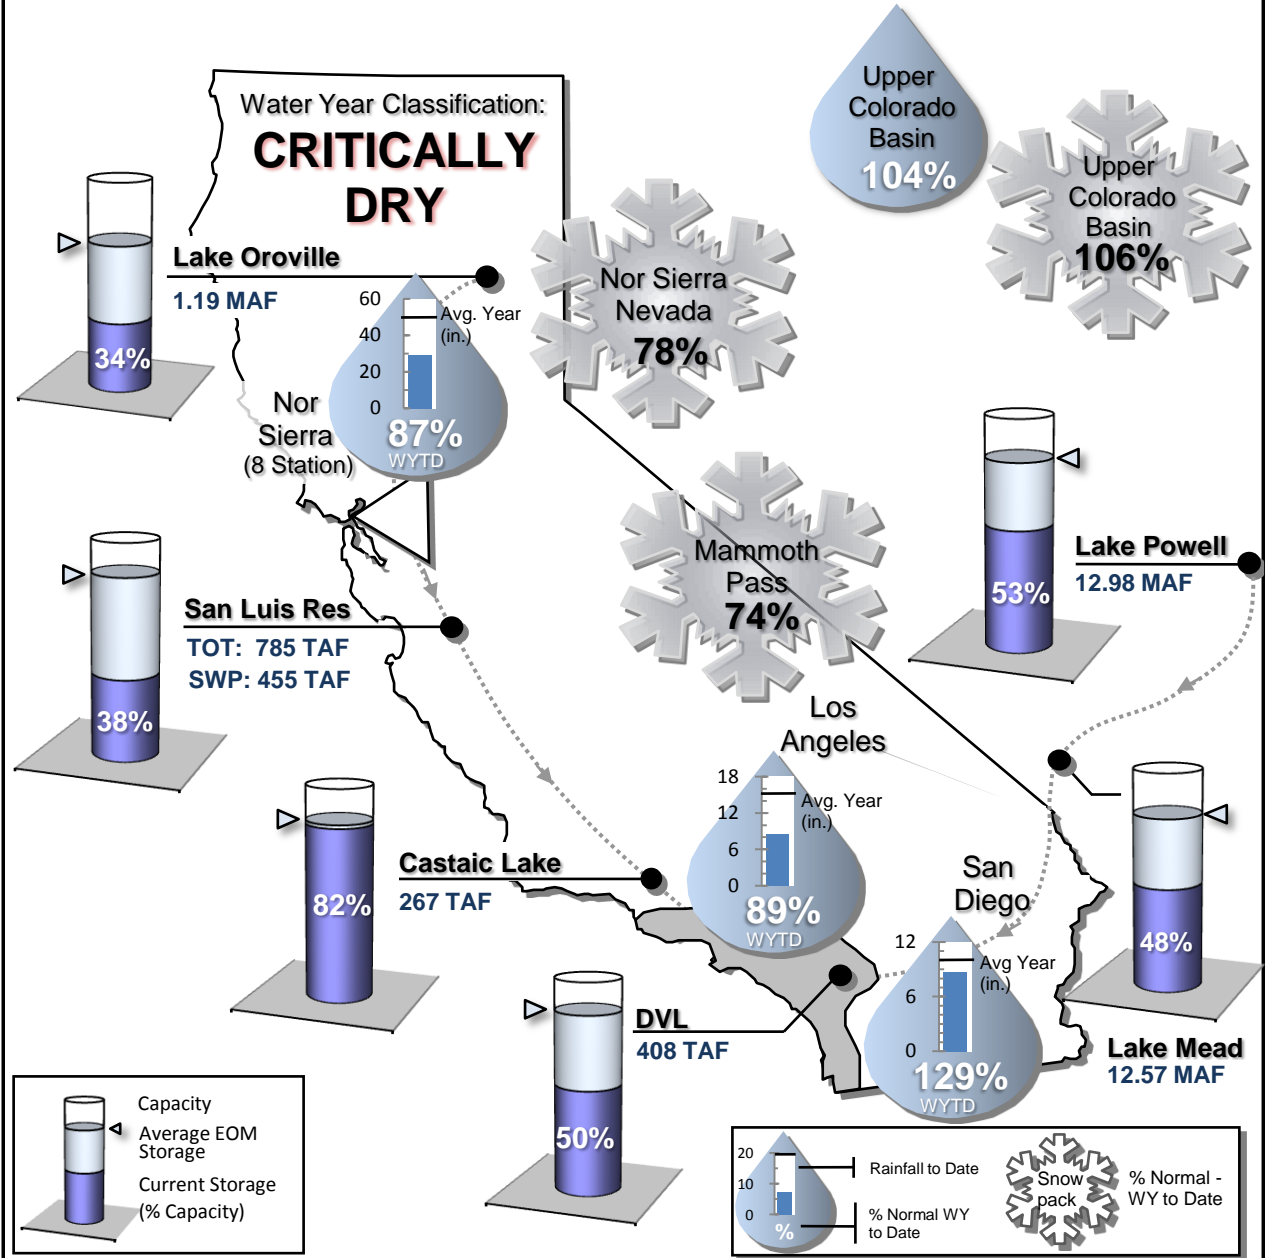 Water Year Classification:
CRITICALLY
DRY
Upper
Colorado
Basin
104%
Upper
Colorado
Basin
106%
Lake Oroville
1.19 MAF
34%
60
40
20
0
Avg. Year
(in.)
87%
WYTD
Nor
Sierra
(8 Station)
Nor Sierra
Nevada
78%
Mammoth
Pass
74%
Lake Powell
12.98 MAF
53%
San Luis Res
TOT: 785 TAF
SWP: 455 TAF
38%
Los
Angeles
18
12
6
0
Avg. Year
(in.)
89%
WYTD
Castaic Lake
267 TAF
82%
San
Diego
12
6
0
Avg Year
(in.)
129%
WYTD
48%
Lake Mead
12.57 MAF
DVL
408 TAF
50%
Capacity
Average EOM
Storage
Current Storage
(% Capacity)
20
10
0
%
Rainfall to Date
% Normal WY
to Date
Snow
pack
% Normal -
WY to Date